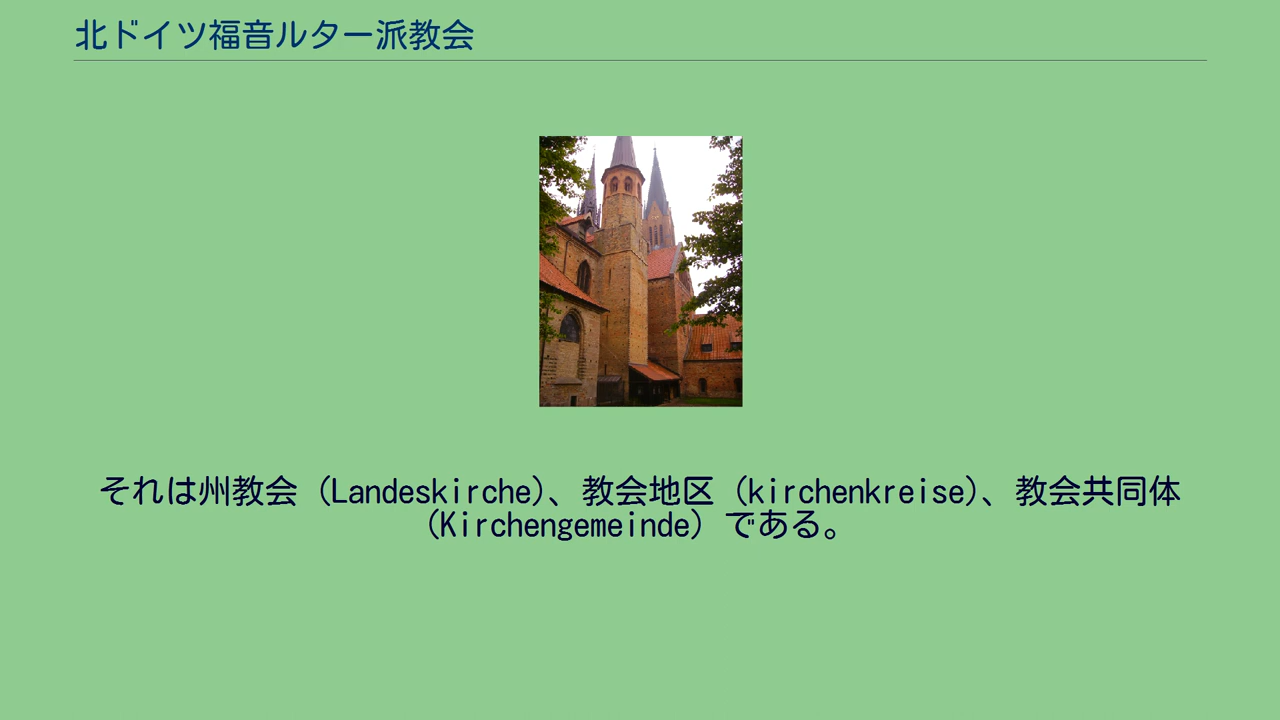 北ドイツ福音ルター派教会
それは州教会（Landeskirche）、教会地区（kirchenkreise）、教会共同体
（Kirchengemeinde）である。